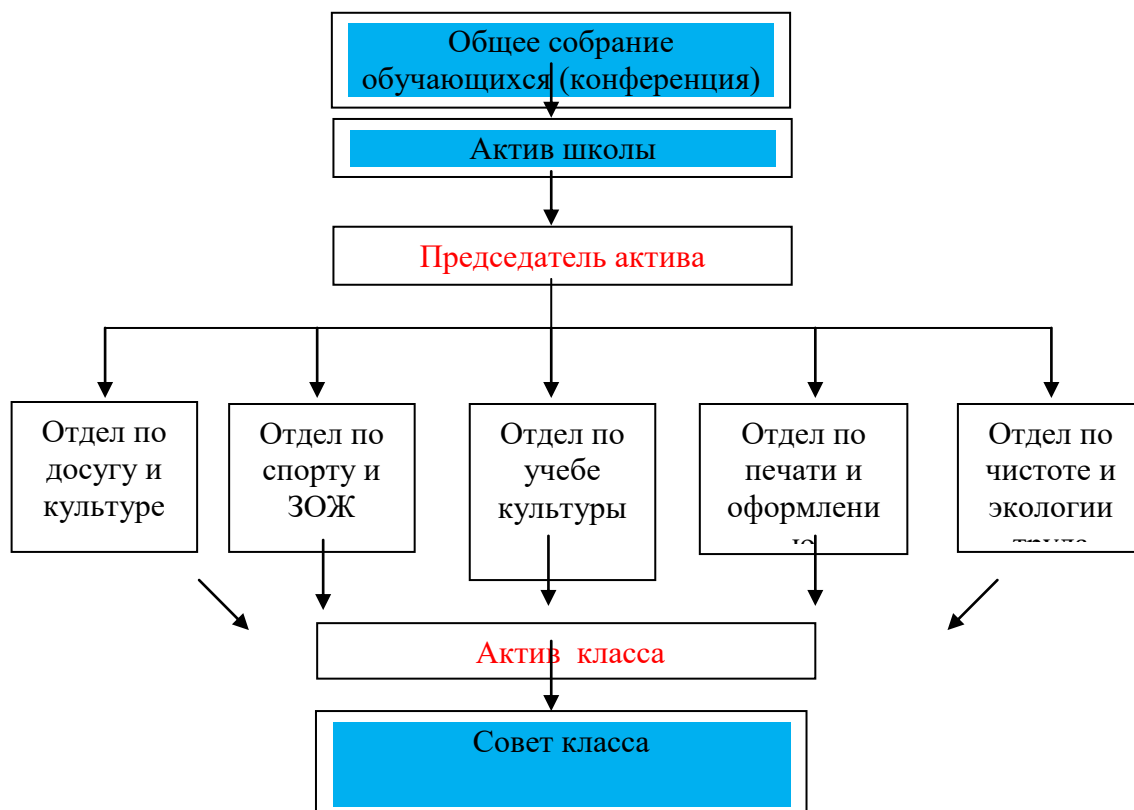 Общее собрание
обучающихся (конференция)
Актив школы
Председатель актива
Отдел по
досугу и
культуре
Отдел по
спорту и
ЗОЖ
Отдел по
учебе
культуры
Отдел по
печати и
оформлени
ю
Отдел по
чистоте и
экологии
труда
Актив класса
Совет класса